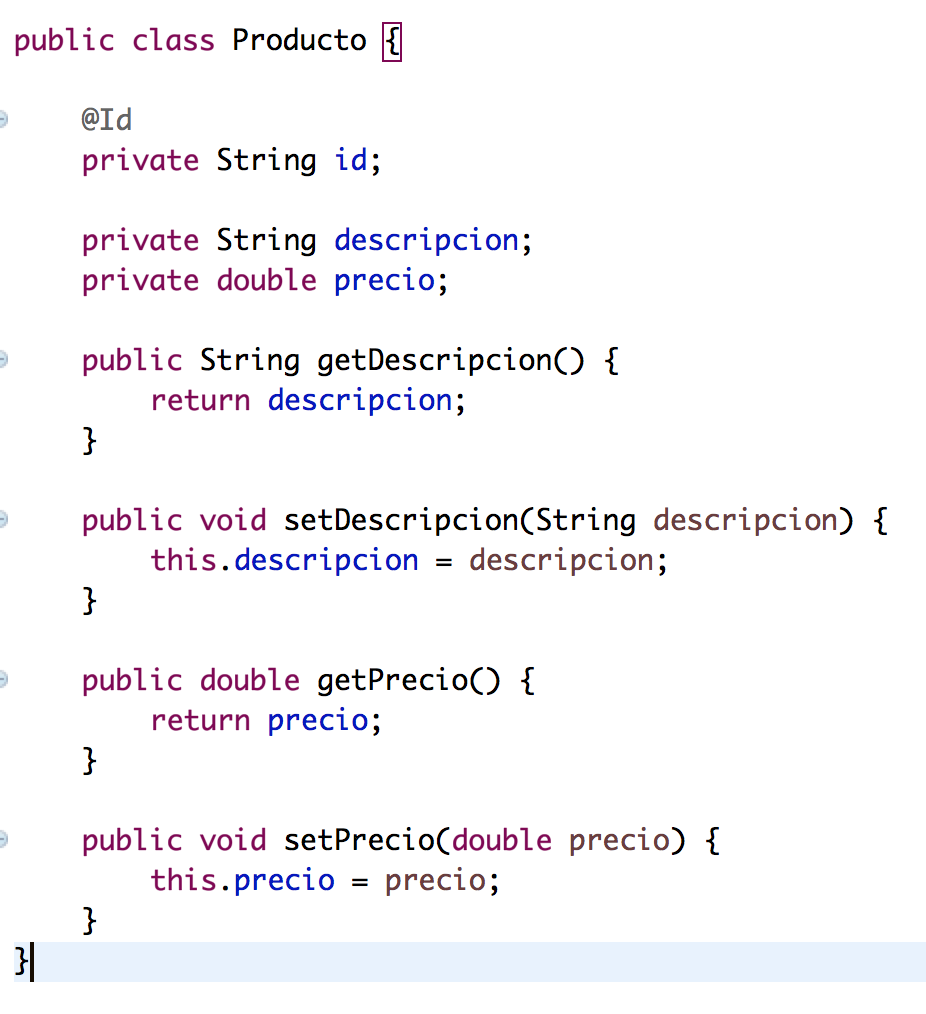 public class Producto {
@Id
private String id;
private String descripcion;
private double precio;
public String getDescripcion() {
return descripcion;
}
public void setDescripcion(String descripcion) {
this.descripcion = descripcion;
}
public double getPrecio() {
return precio;
}
public void setPrecio(double precio) {
this.precio = precio;
}
}